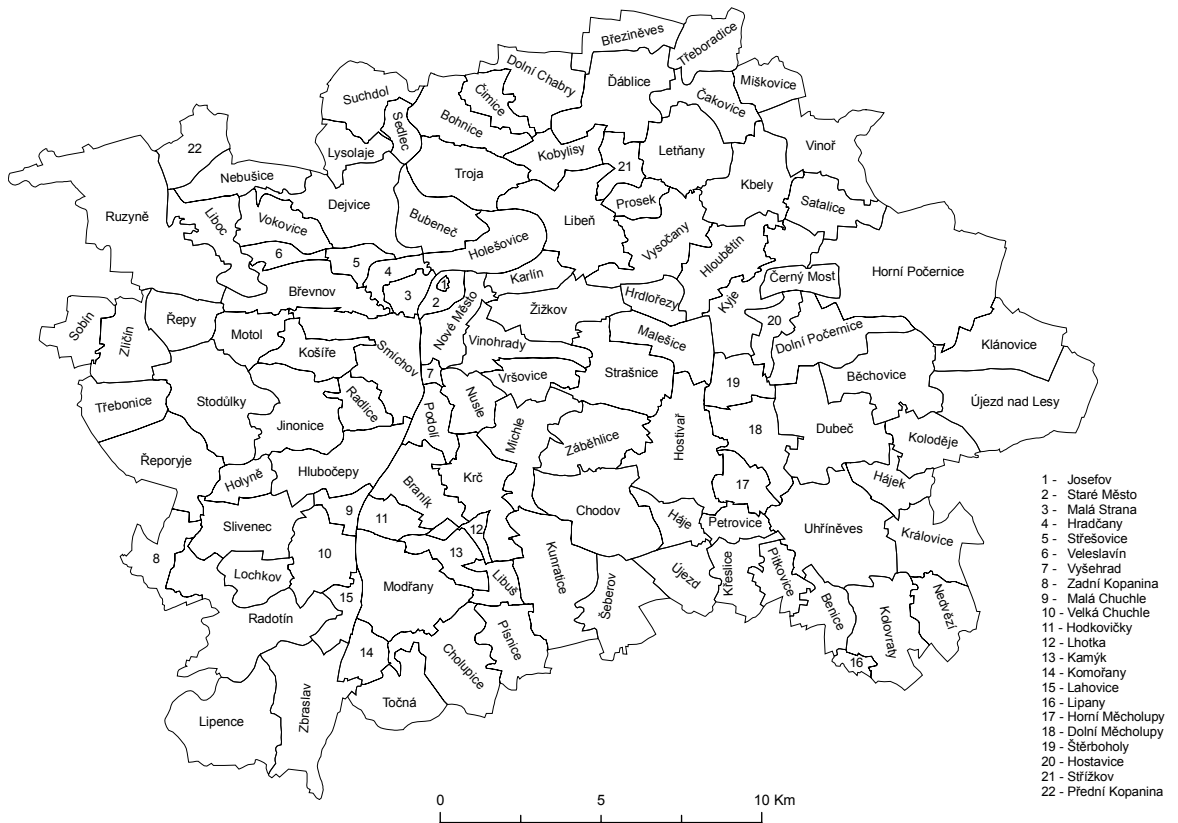 Březiněves
Třeboradice
Dolní Chabry
Ďáblice
Miškovice
Suchdol
Čimice
Čakovice
Sedlec
Bohnice
22
Lysolaje
Kobylisy
21
Letňany
Vinoř
Nebušice
Troja
Kbely
Ruzyně
Liboc
Vokovice
Dejvice
Bubeneč
Libeň
Prosek
Satalice
Holešovice
Vysočany
Hloubětín
6
5
4
Karlín
Černý Most
Horní Počernice
Břevnov
3
2
1
Hrdlořezy
Kyje
Nové Město
Žižkov
20
Sobín
Zličín
Řepy
Motol
Košíře
Smíchov
Vinohrady
Malešice
Dolní Počernice
Klánovice
7
Vršovice
Strašnice
19
Běchovice
Třebonice
Stodůlky
Radlice
Nusle
Újezd nad Lesy
Jinonice
Podolí
Michle
Záběhlice
Hostivař
18
Dubeč
Koloděje
Řeporyje
Holyně
Hlubočepy
Braník
Krč
17
Hájek
9
11
Chodov
Háje
Petrovice
Uhříněves
Královice
Slivenec
12
8
10
13
Kunratice
Lochkov
Modřany
Libuš
Šeberov
Újezd
Křeslice
Pitkovice
Benice
Kolovraty
Nedvězí
15
Radotín
14
Cholupice
Písnice
16
Točná
Lipence
Zbraslav
1 - Josefov
2 - Staré Město
3 - Malá Strana
4 - Hradčany
5 - Střešovice
6 - Veleslavín
7 - Vyšehrad
8 - Zadní Kopanina
9 - Malá Chuchle
10 - Velká Chuchle
11 - Hodkovičky
12 - Lhotka
13 - Kamýk
14 - Komořany
15 - Lahovice
16 - Lipany
17 - Horní Měcholupy
18 - Dolní Měcholupy
19 - Štěrboholy
20 - Hostavice
21 - Střížkov
22 - Přední Kopanina
0 5 10 Km